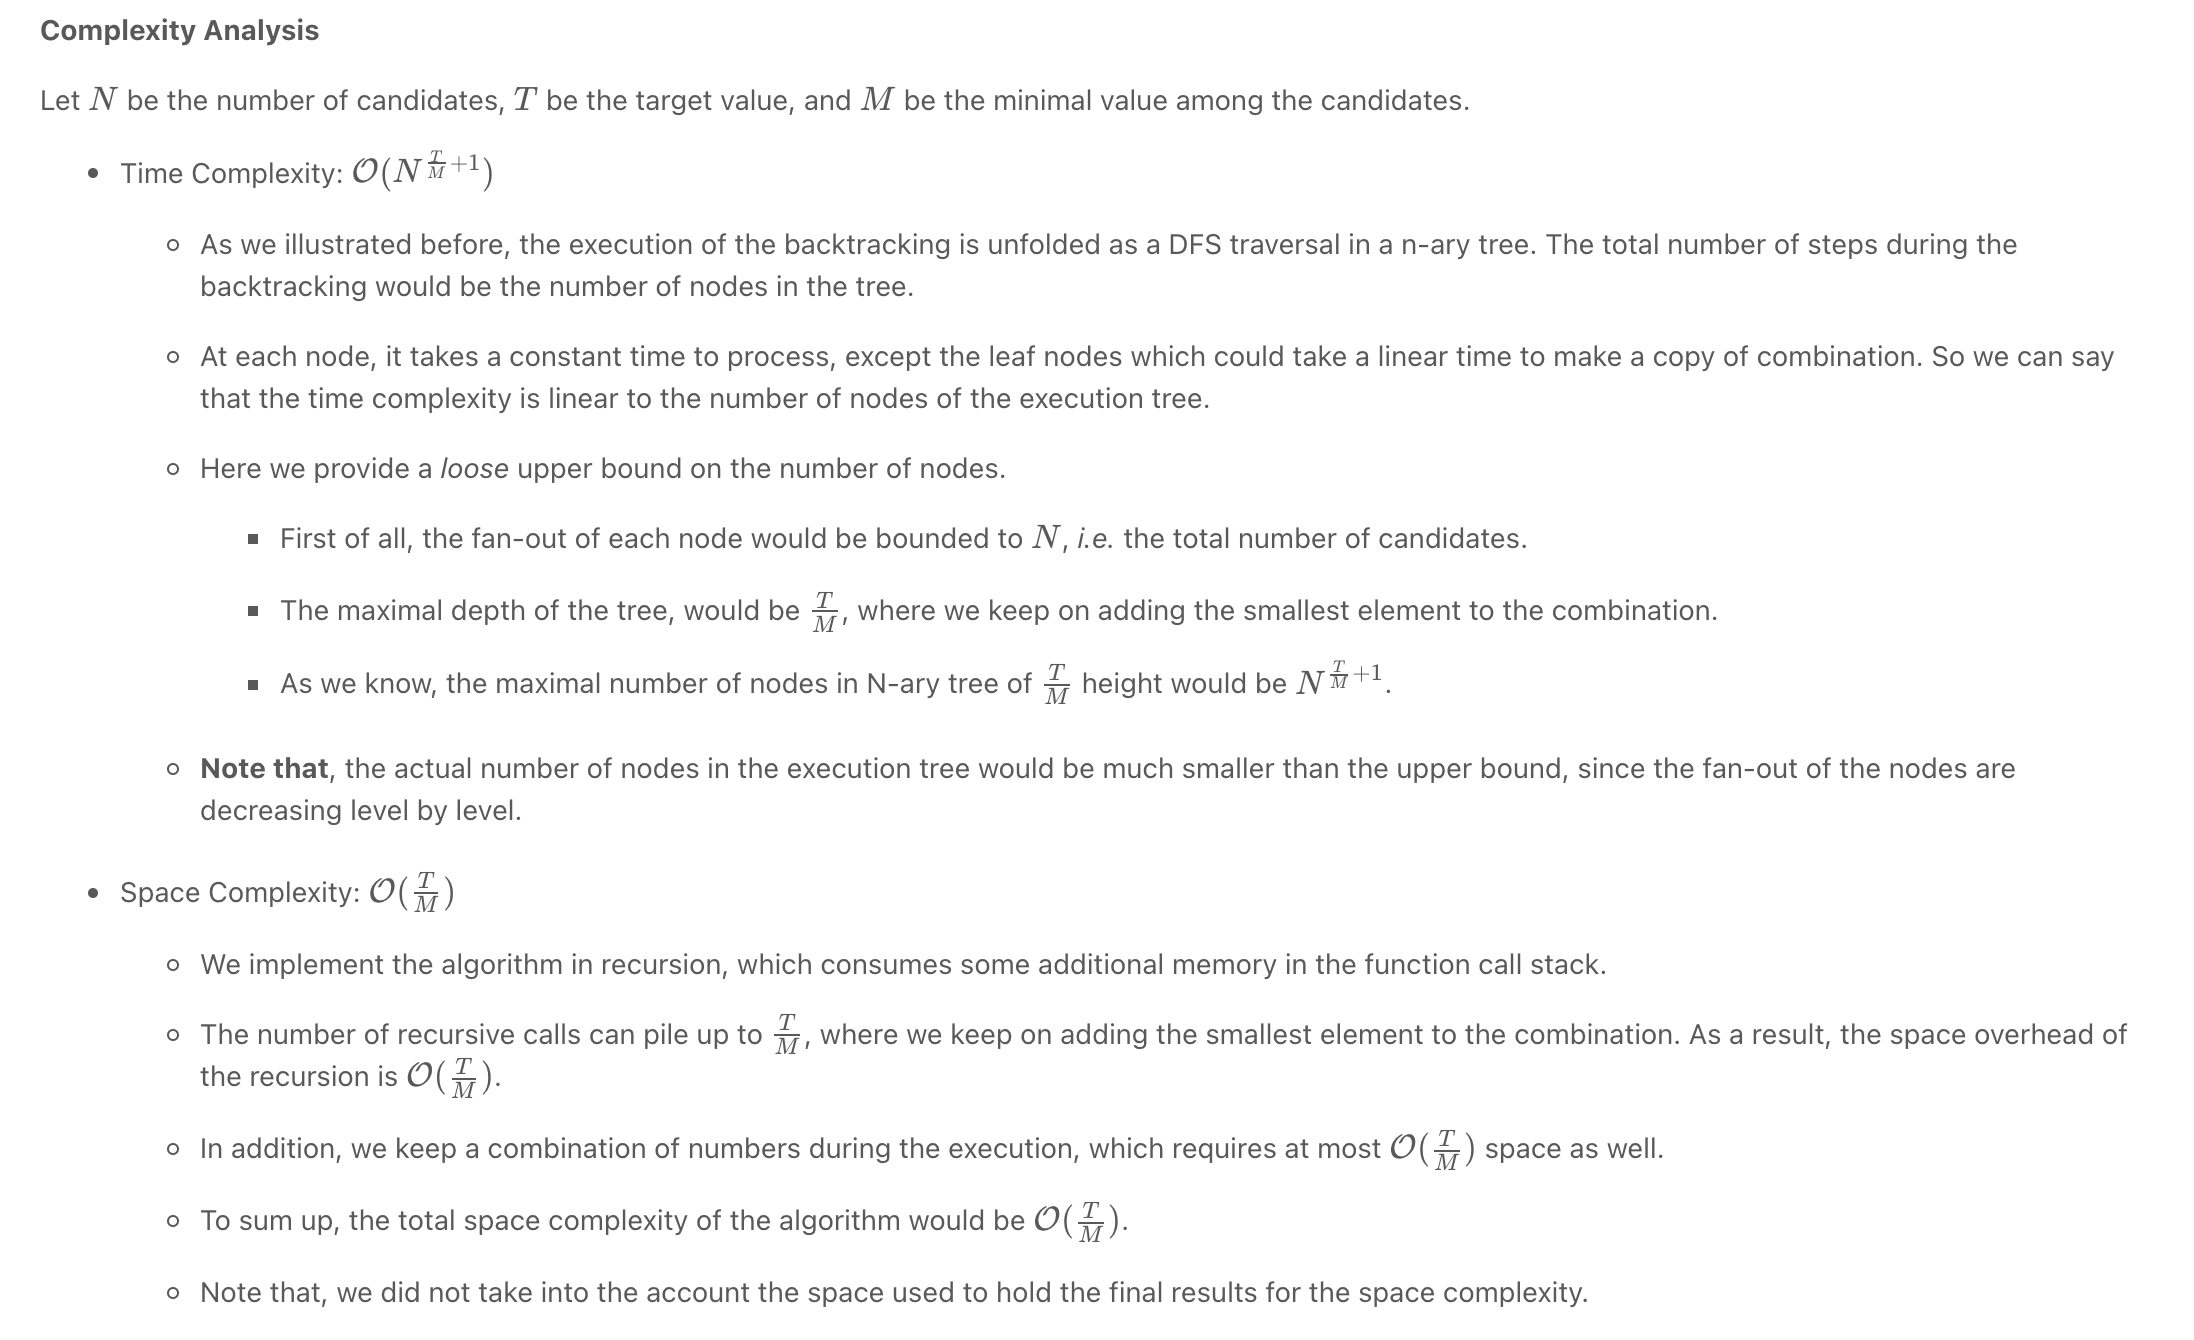 Complexity Analysis
Let N be the number of candidates, T be the target value, and M be the minimal value among the candidates.
• Time Complexity: $\mathcal{O}(N^{\frac{T}{M}+1})$
◦ As we illustrated before, the execution of the backtracking is unfolded as a DFS traversal in a n-ary tree. The total number of steps during the
backtracking would be the number of nodes in the tree.
◦ At each node, it takes a constant time to process, except the leaf nodes which could take a linear time to make a copy of combination. So we can say
that the time complexity is linear to the number of nodes of the execution tree.
◦ Here we provide a loose upper bound on the number of nodes.
▪ First of all, the fan-out of each node would be bounded to N, i.e. the total number of candidates.
▪ The maximal depth of the tree, would be $\frac{T}{M}$, where we keep on adding the smallest element to the combination.
▪ As we know, the maximal number of nodes in N-ary tree of $\frac{T}{M}$ height would be $N^{\frac{T}{M}+1}$.
◦ Note that, the actual number of nodes in the execution tree would be much smaller than the upper bound, since the fan-out of the nodes are
decreasing level by level.
• Space Complexity: $\mathcal{O}(\frac{T}{M})$
◦ We implement the algorithm in recursion, which consumes some additional memory in the function call stack.
◦ The number of recursive calls can pile up to $\frac{T}{M}$, where we keep on adding the smallest element to the combination. As a result, the space overhead of
the recursion is $\mathcal{O}(\frac{T}{M})$.
◦ In addition, we keep a combination of numbers during the execution, which requires at most $\mathcal{O}(\frac{T}{M})$ space as well.
◦ To sum up, the total space complexity of the algorithm would be $\mathcal{O}(\frac{T}{M})$.
◦ Note that, we did not take into the account the space used to hold the final results for the space complexity.